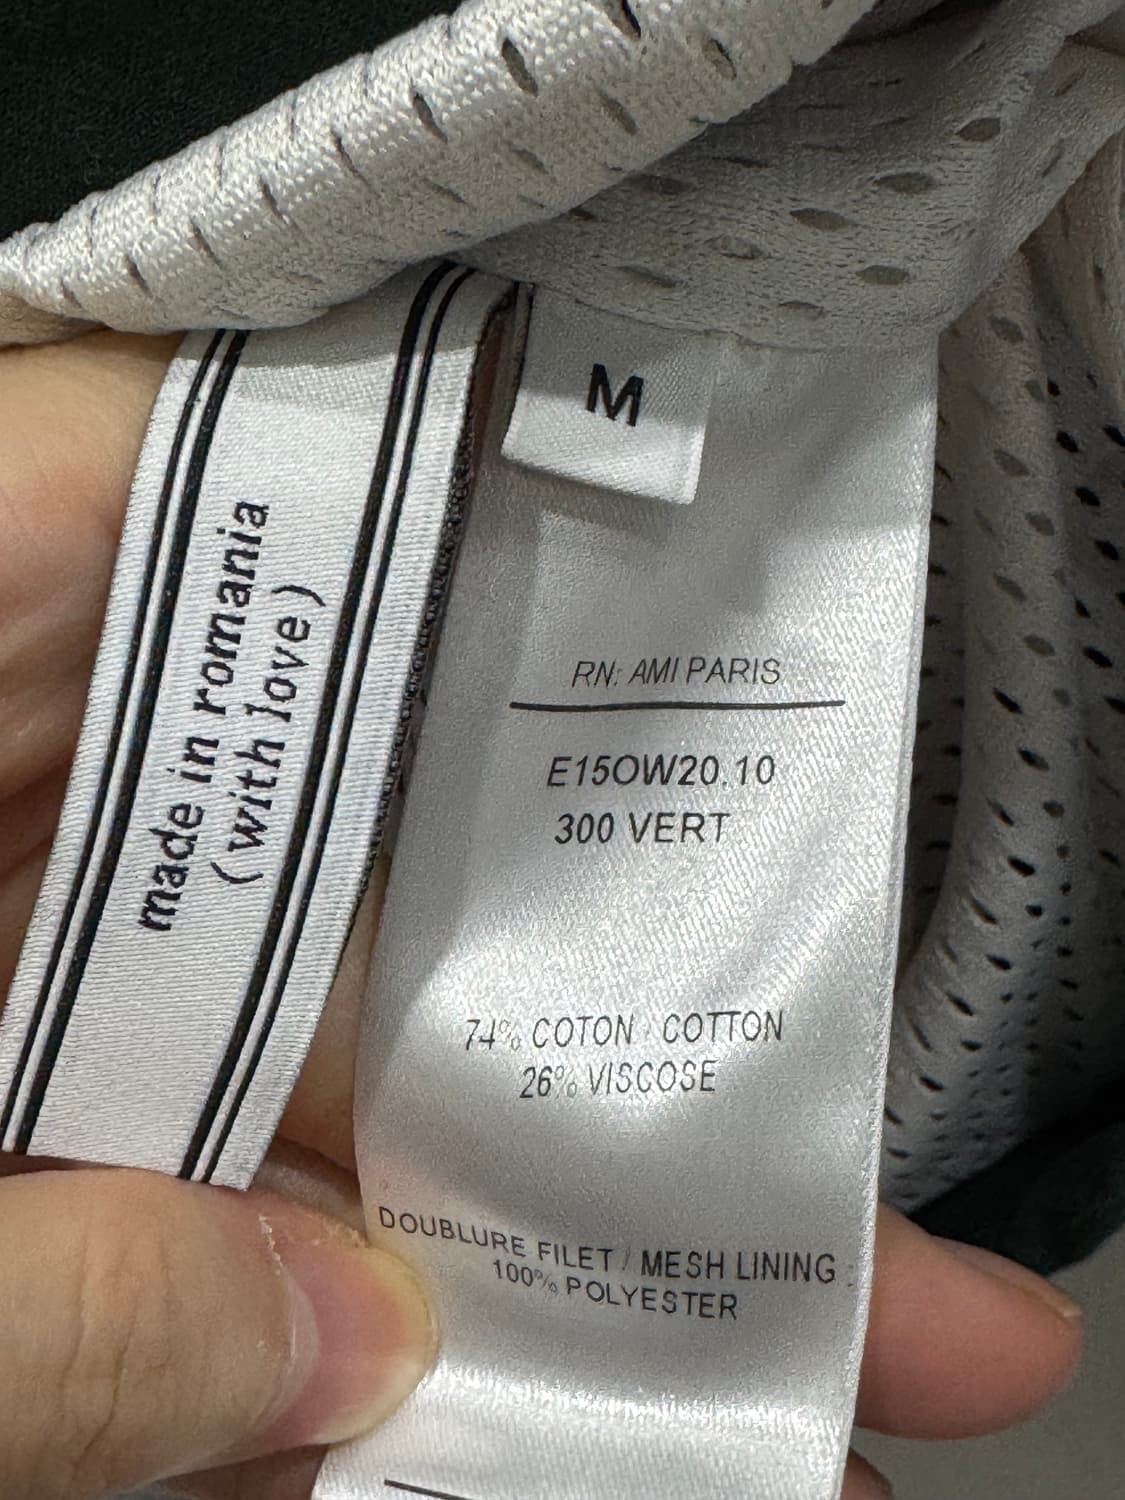 made in romania
(with love)
M
RN: AMI PARIS
E15OW20.10
300 VERT
74% COTON / COTTON
26% VISCOSE
DOUBLURE FILET / MESH LINING :
100% POLYESTER